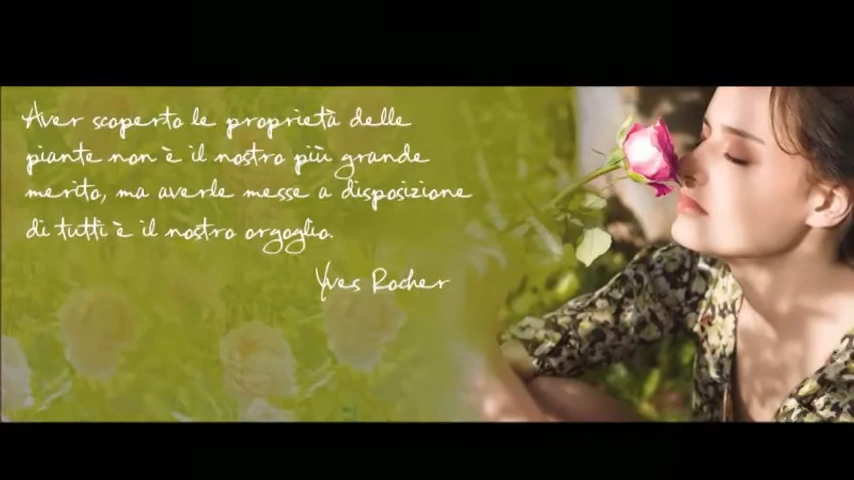 Aver scoperto le proprietà delle
piante non è il nostro più grande
merito, ma averle messe a disposizione
di tutti è il nostro orgoglio.
Yves Rocher